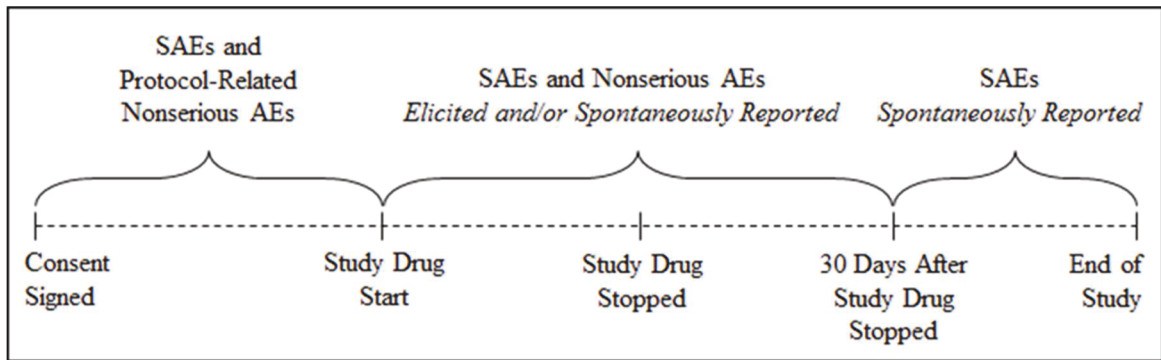 SAEs and
Protocol-Related
Nonserious AEs
SAEs and Nonserious AEs
Elicited and/or Spontaneously Reported
SAEs
Spontaneously Reported
Consent
Signed
Study Drug
Start
Study Drug
Stopped
30 Days After
Study Drug
Stopped
End of
Study